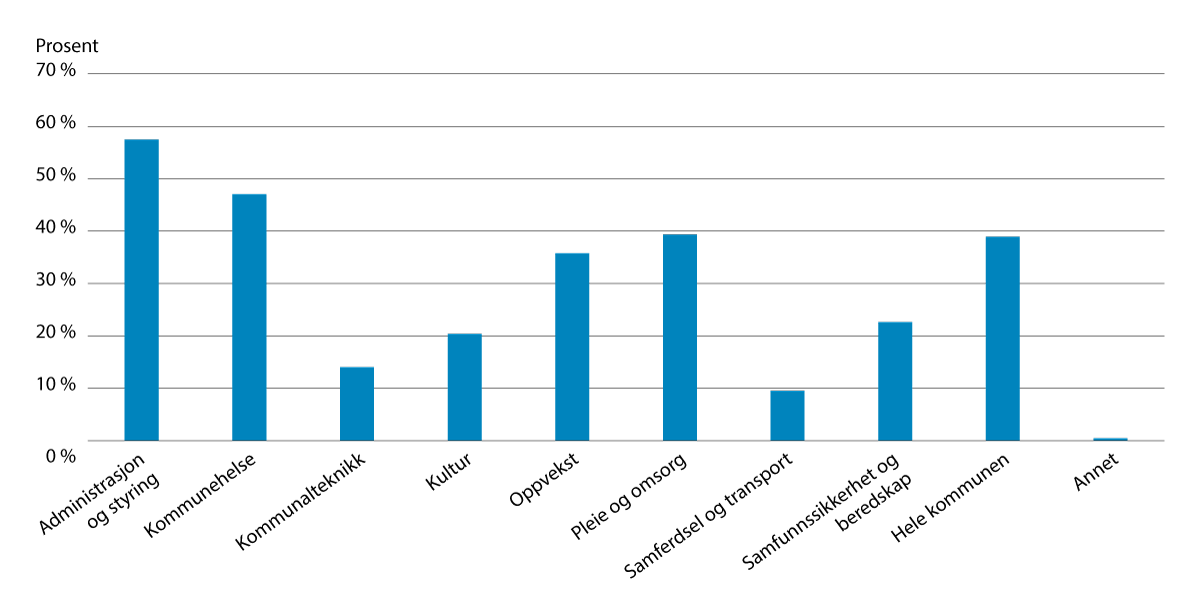 Prosent
70 %
60 %
50 %
40 %
30 %
20 %
10 %
0 %
Administrasjon
og styring
Kommunehelse
Kommunalteknikk
Kultur
Oppvekst
Pleie og omsorg
Samferdsel og transport
Samfunnssikkerhet og
beredskap
Hele kommunen
Annet